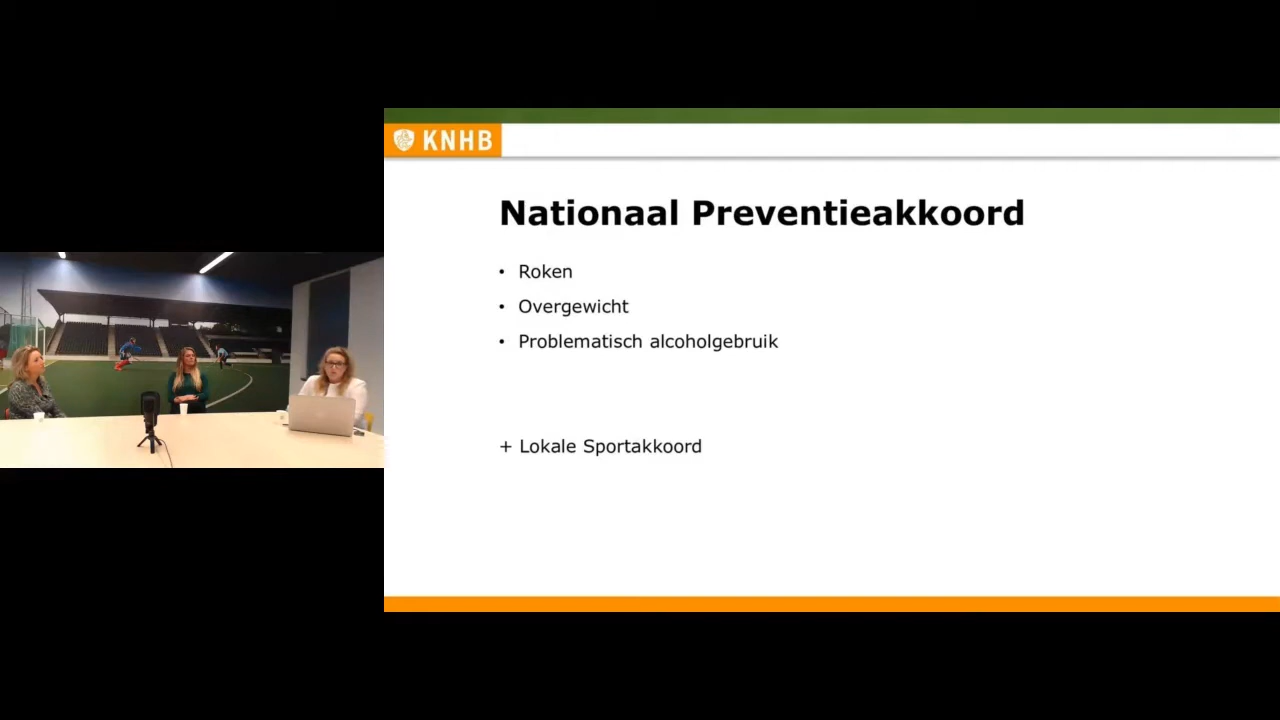 KNHB
Nationaal Preventieakkoord
• Roken
• Overgewicht
• Problematisch alcoholgebruik
+ Lokale Sportakkoord